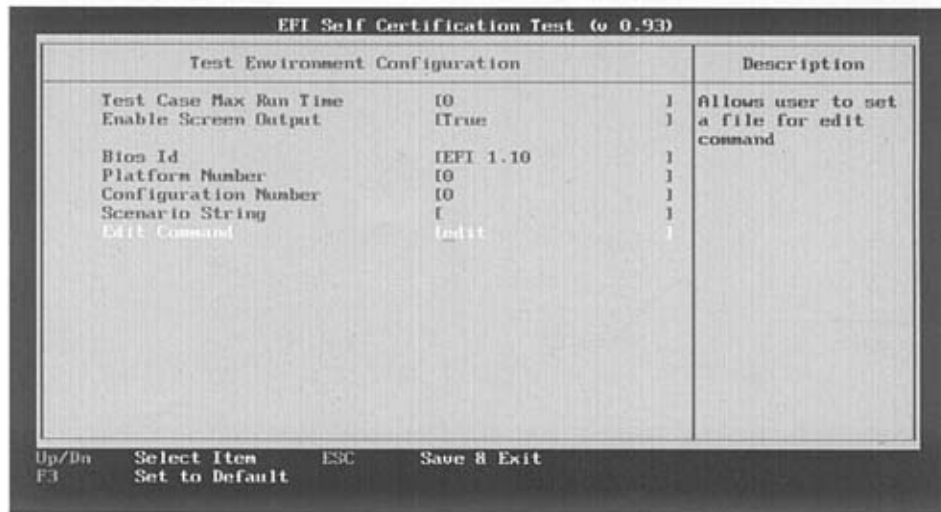 EFI Self Certification Test (v 0.93)
Test Environment Configuration
Description
Test Case Max Run Time [0 ]
Enable Screen Output [True ]
Bios Id [EFI 1.10 ]
Platform Number [0 ]
Configuration Number [0 ]
Scenario String [ ]
Edit Command [edit ]
Allows user to set
a file for edit
command
Up/Dn Select Item ESC Save & Exit
F3 Set to Default